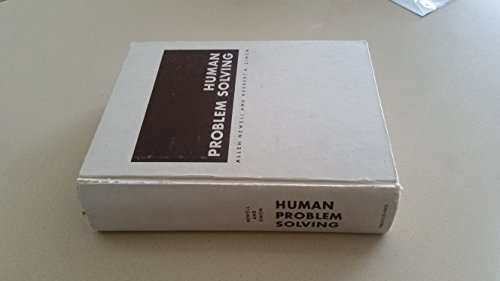 HUMAN
PROBLEM SOLVING
ALLEN NEWELL AND HERBERT A. SIMON
NEWELL
AND
SIMON
HUMAN
PROBLEM
SOLVING
PRENTICE-HALL